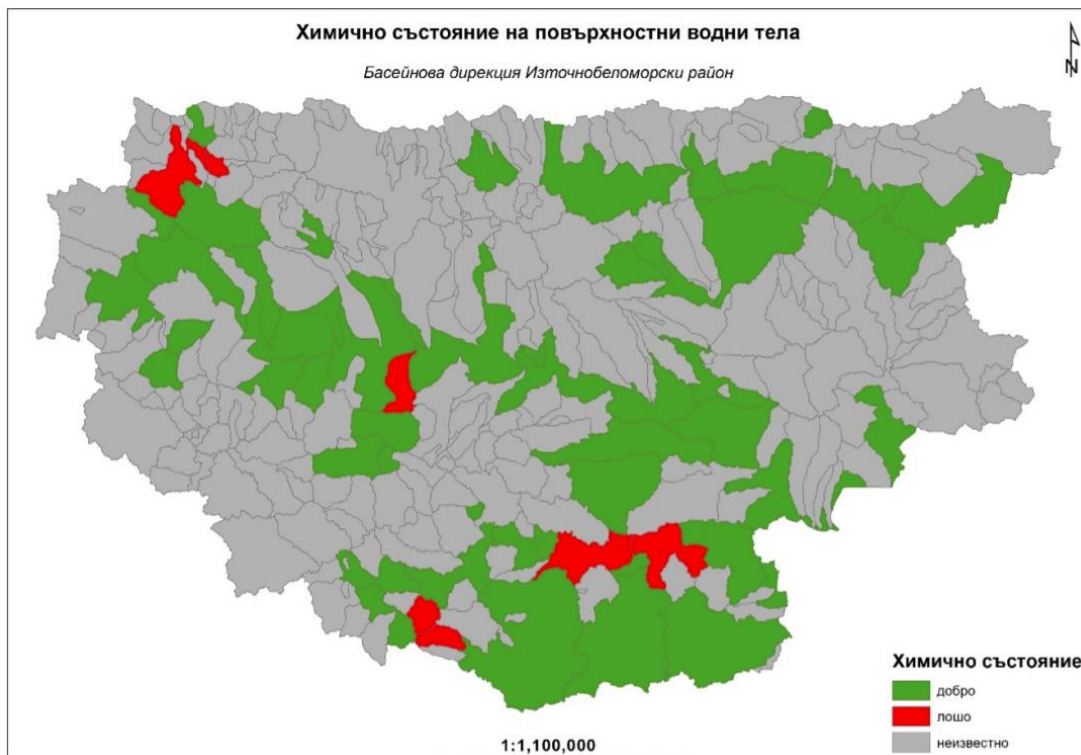 Химично състояние на повърхностни водни тела
Басейнова дирекция Източнобеломорски район
N
Химично състояние
добро
лошо
неизвестно
1:1,100,000